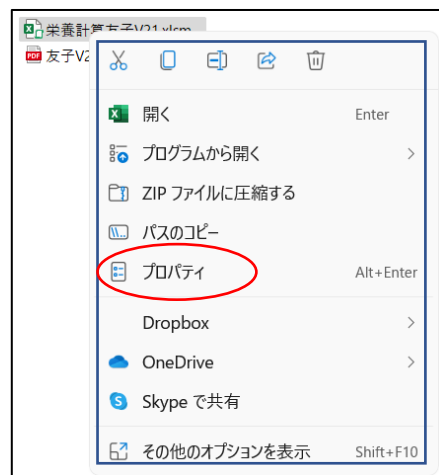 栄養計算友子V21.xlsm
友子V2
開く Enter
プログラムから開く
ZIP ファイルに圧縮する
パスのコピー
プロパティ Alt+Enter
Dropbox
OneDrive
Skype で共有
その他のオプションを表示 Shift+F10